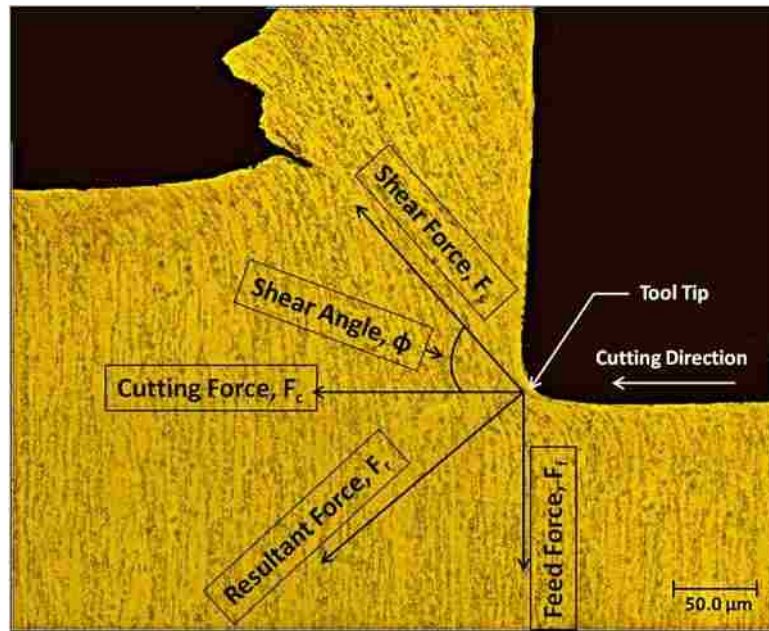 Shear Force, Fs
Tool Tip
Shear Angle, ϕ
Cutting Direction
Cutting Force, Fc
Resultant Force, Fr
Feed Force, Ff
50.0 µm